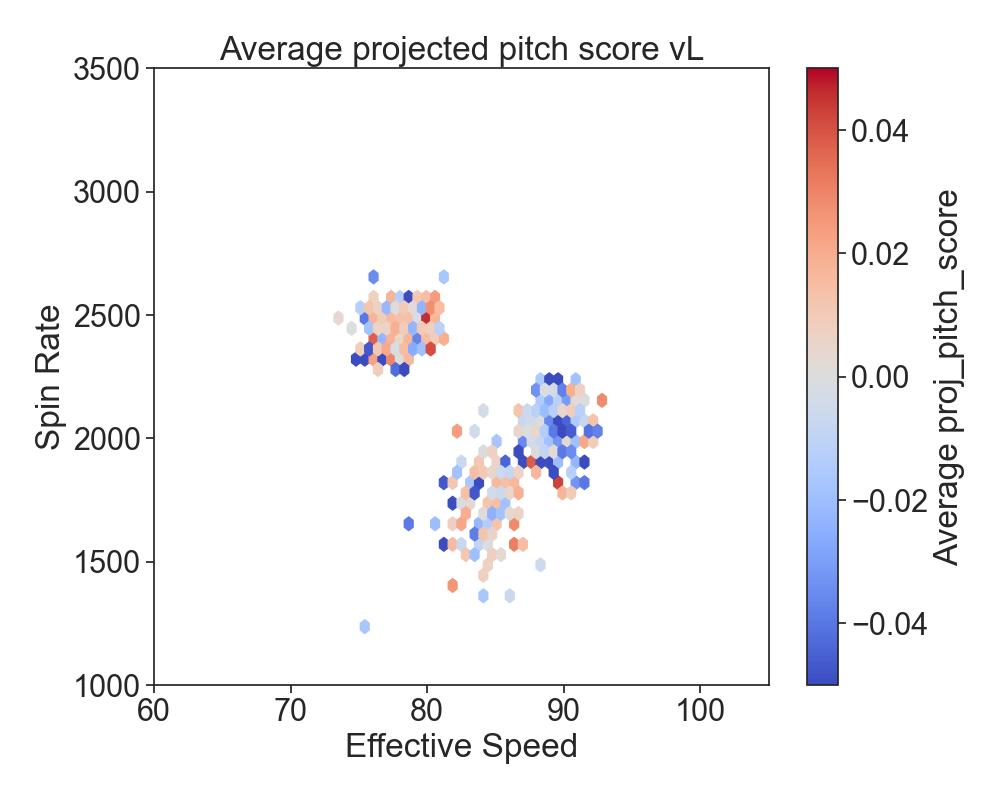 Average projected pitch score vL
3500
3000
2500
2000
1500
1000
Spin Rate
60 70 80 90 100
Effective Speed
0.04
0.02
0.00
−0.02
−0.04
Average proj_pitch_score